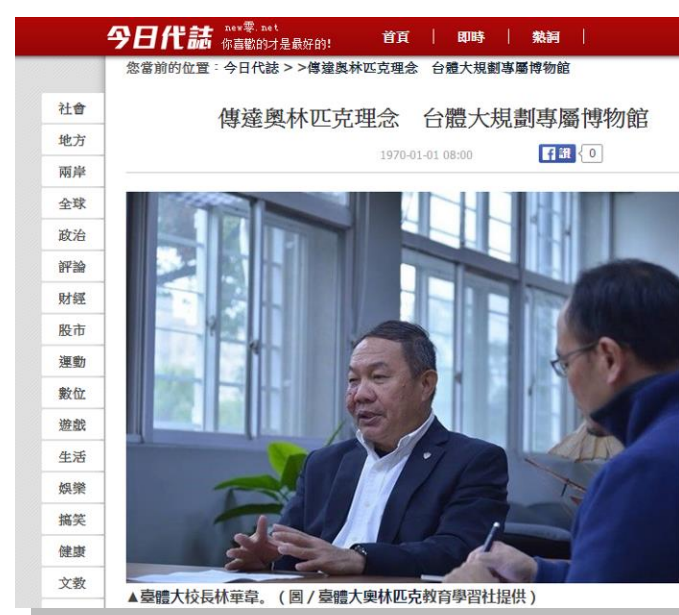 今日代誌 new零.net
你喜歡的才是最好的!
首頁 | 即時 | 熱詞 |
您當前的位置：今日代誌 > >傳達奧林匹克理念 台體大規劃專屬博物館
社會
地方
兩岸
全球
政治
評論
財經
股市
運動
數位
遊戲
生活
娛樂
搞笑
健康
文教
傳達奧林匹克理念 台體大規劃專屬博物館
1970-01-01 08:00
讚 0
▲臺體大校長林華韋。(圖/臺體大奧林匹克教育學習社提供)